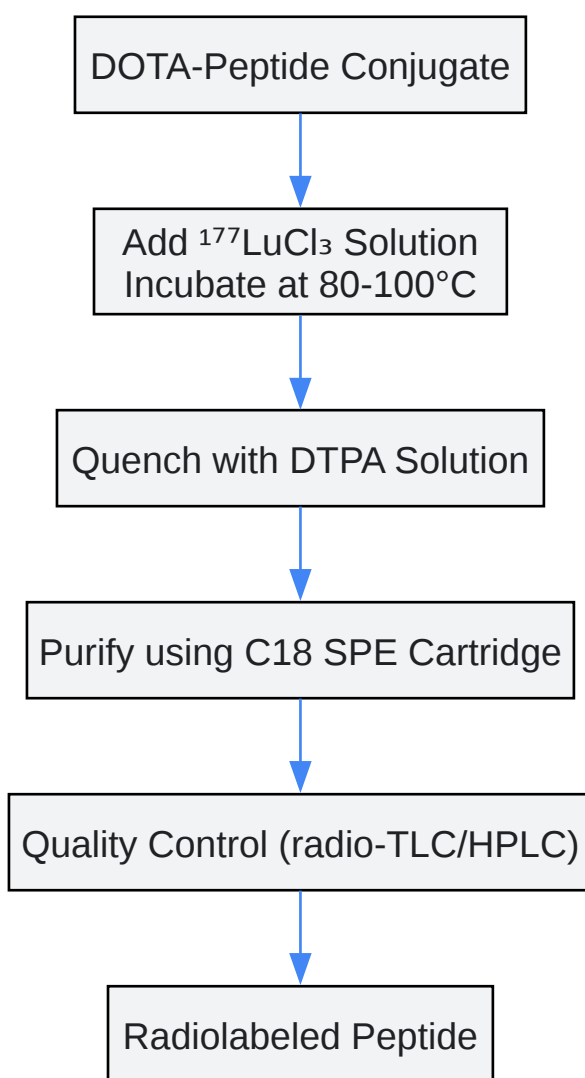 DOTA-Peptide Conjugate
Add ¹⁷⁷LuCl₃ Solution
Incubate at 80-100°C
Quench with DTPA Solution
Purify using C18 SPE Cartridge
Quality Control (radio-TLC/HPLC)
Radiolabeled Peptide